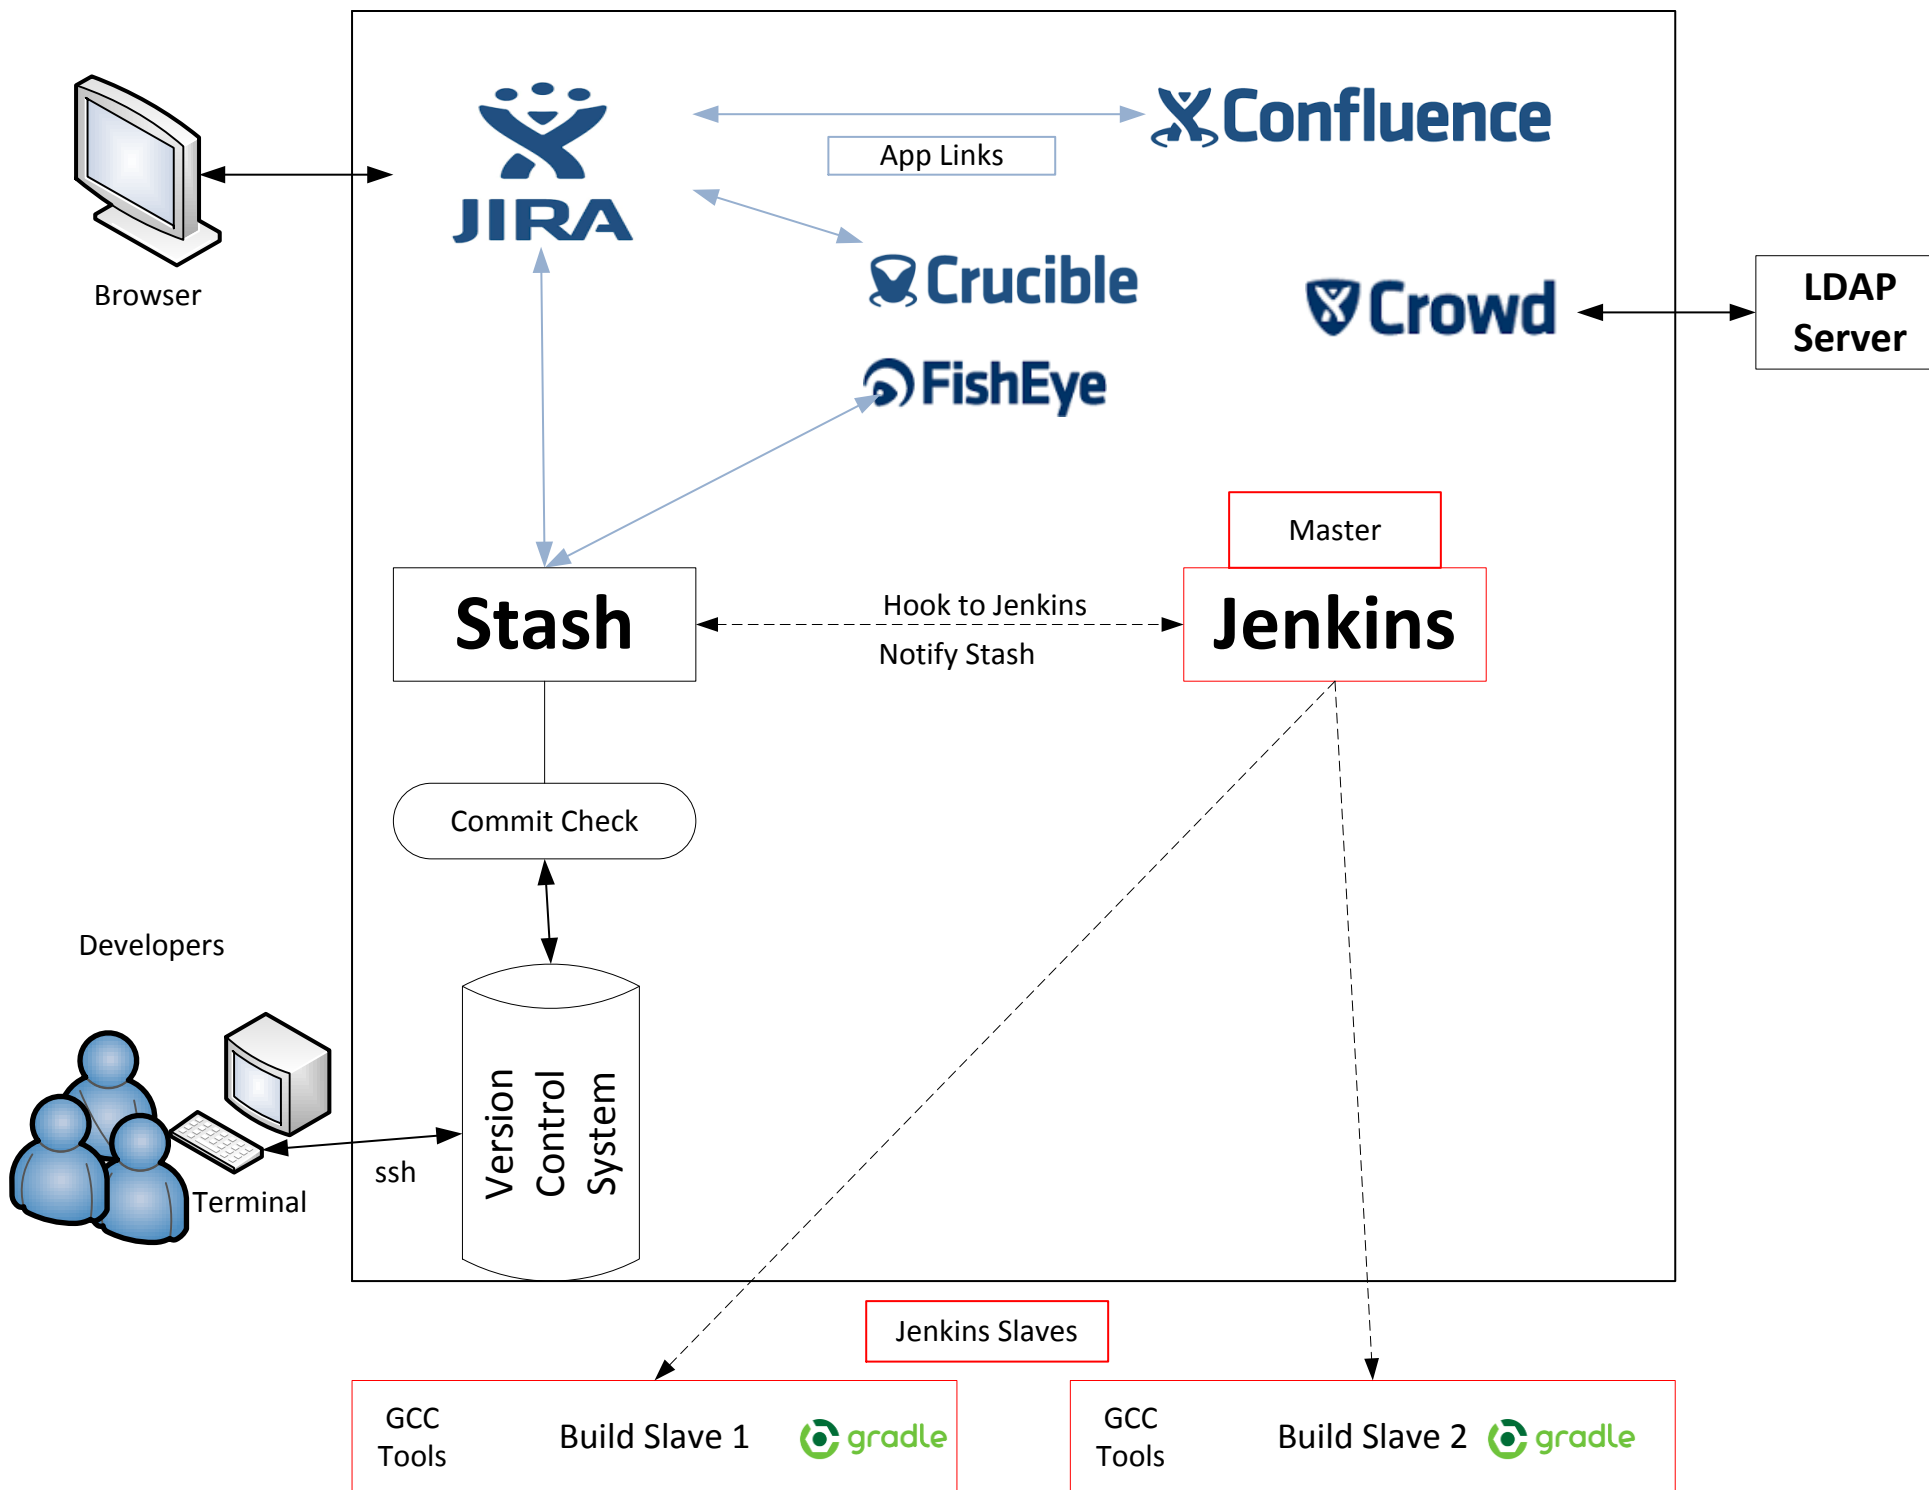 JIRA
Confluence
App Links
Browser
Crucible
Crowd
LDAP
Server
FishEye
Master
Stash
Hook to Jenkins
Notify Stash
Jenkins
Commit Check
Developers
Version
Control
System
ssh
Terminal
Jenkins Slaves
GCC
Tools
Build Slave 1
gradle
GCC
Tools
Build Slave 2
gradle